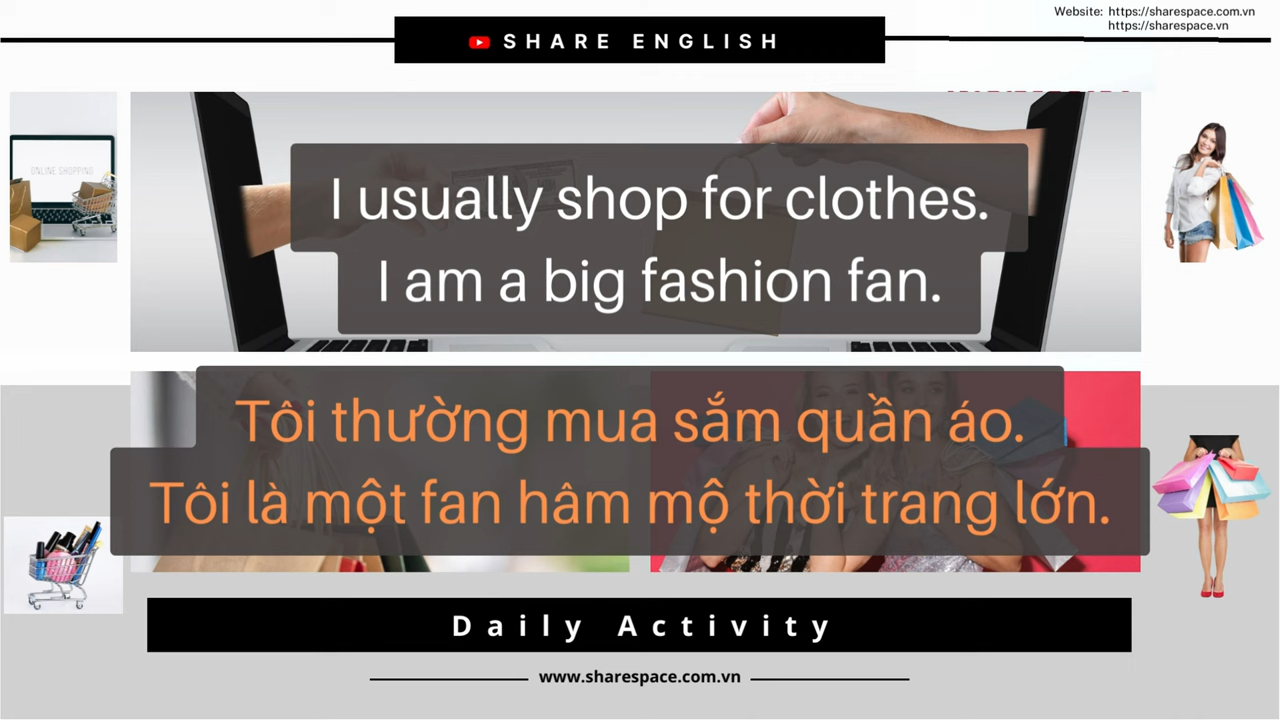 Website: https://sharespace.com.vn
https://sharespace.vn
SHARE ENGLISH
ONLINE SHOPPING
I usually shop for clothes.
I am a big fashion fan.
Tôi thường mua sắm quần áo.
Tôi là một fan hâm mộ thời trang lớn.
Daily Activity
www.sharespace.com.vn